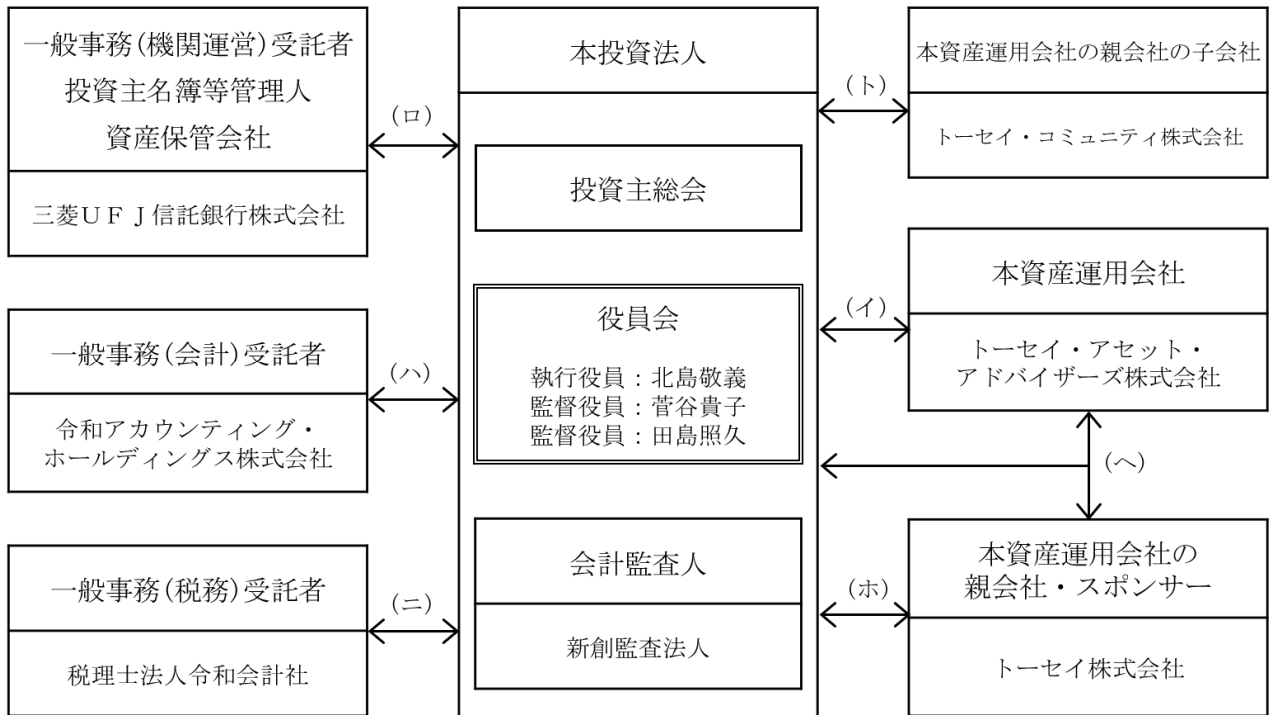 一般事務(機関運営)受託者
投資主名簿等管理人
資産保管会社
三菱UFJ信託銀行株式会社
(ロ)
一般事務(会計)受託者
令和アカウンティング・
ホールディングス株式会社
(ハ)
一般事務(税務)受託者
税理士法人令和会計社
(ニ)
本投資法人
投資主総会
役員会
執行役員:北島敬義
監督役員:菅谷貴子
監督役員:田島照久
会計監査人
新創監査法人
(ト)
本資産運用会社の親会社の子会社
トーセイ・コミュニティ株式会社
(イ)
本資産運用会社
トーセイ・アセット・
アドバイザーズ株式会社
(ヘ)
(ホ)
本資産運用会社の
親会社・スポンサー
トーセイ株式会社